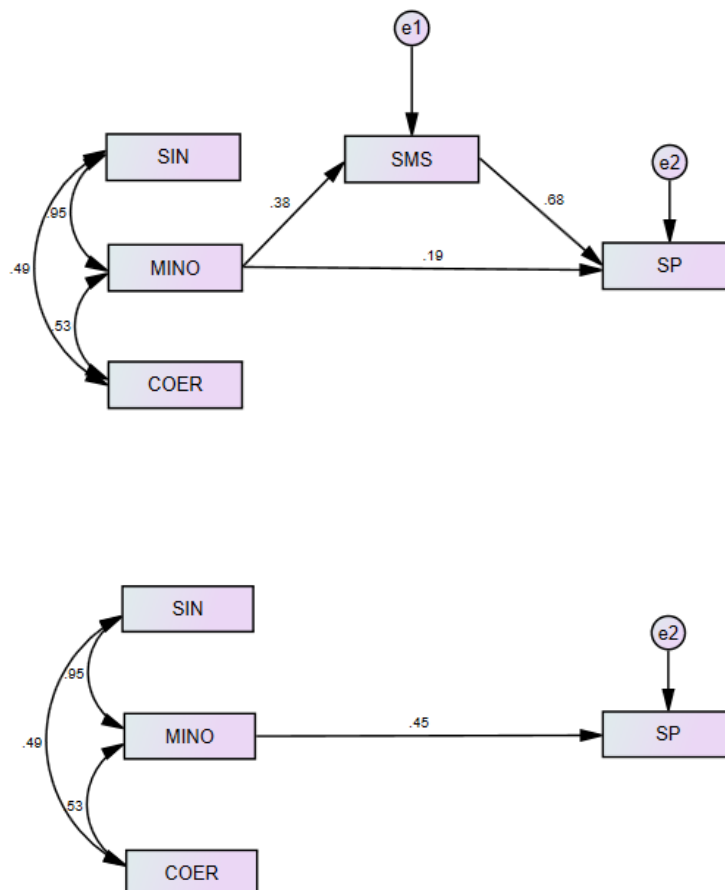 e1
SIN
SMS
e2
.95
.38
.68
.49
MINO
.19
SP
.53
COER
SIN
e2
.95
.49
MINO
.45
SP
.53
COER